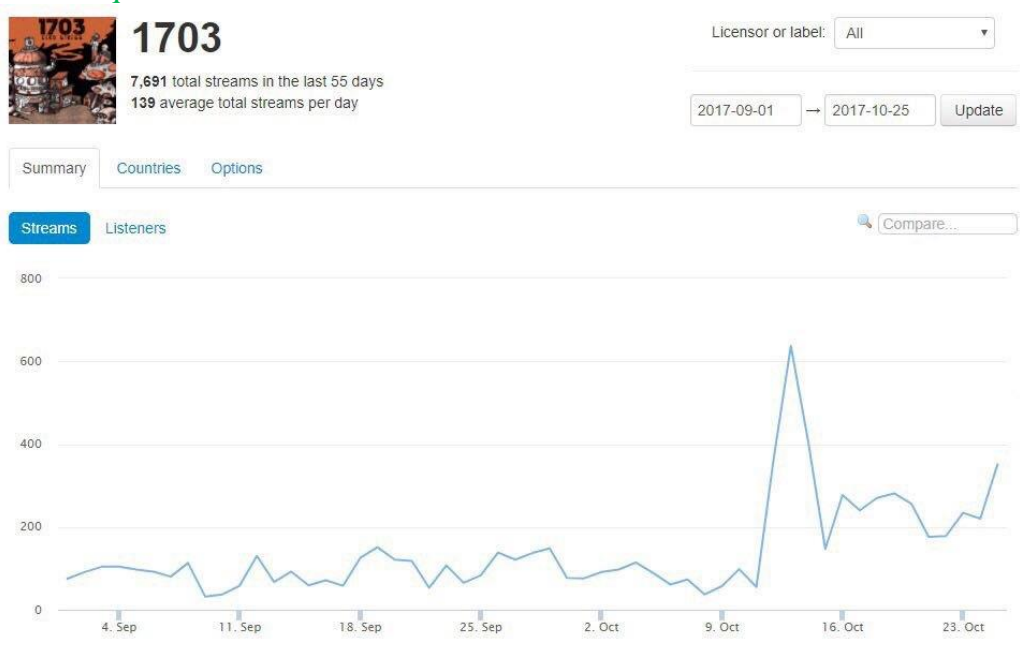 1703
1703
Licensor or label: All
7,691 total streams in the last 55 days
139 average total streams per day
2017-09-01 → 2017-10-25 Update
Summary Countries Options
Streams Listeners Compare...
800
600
400
200
0
4. Sep 11. Sep 18. Sep 25. Sep 2. Oct 9. Oct 16. Oct 23. Oct